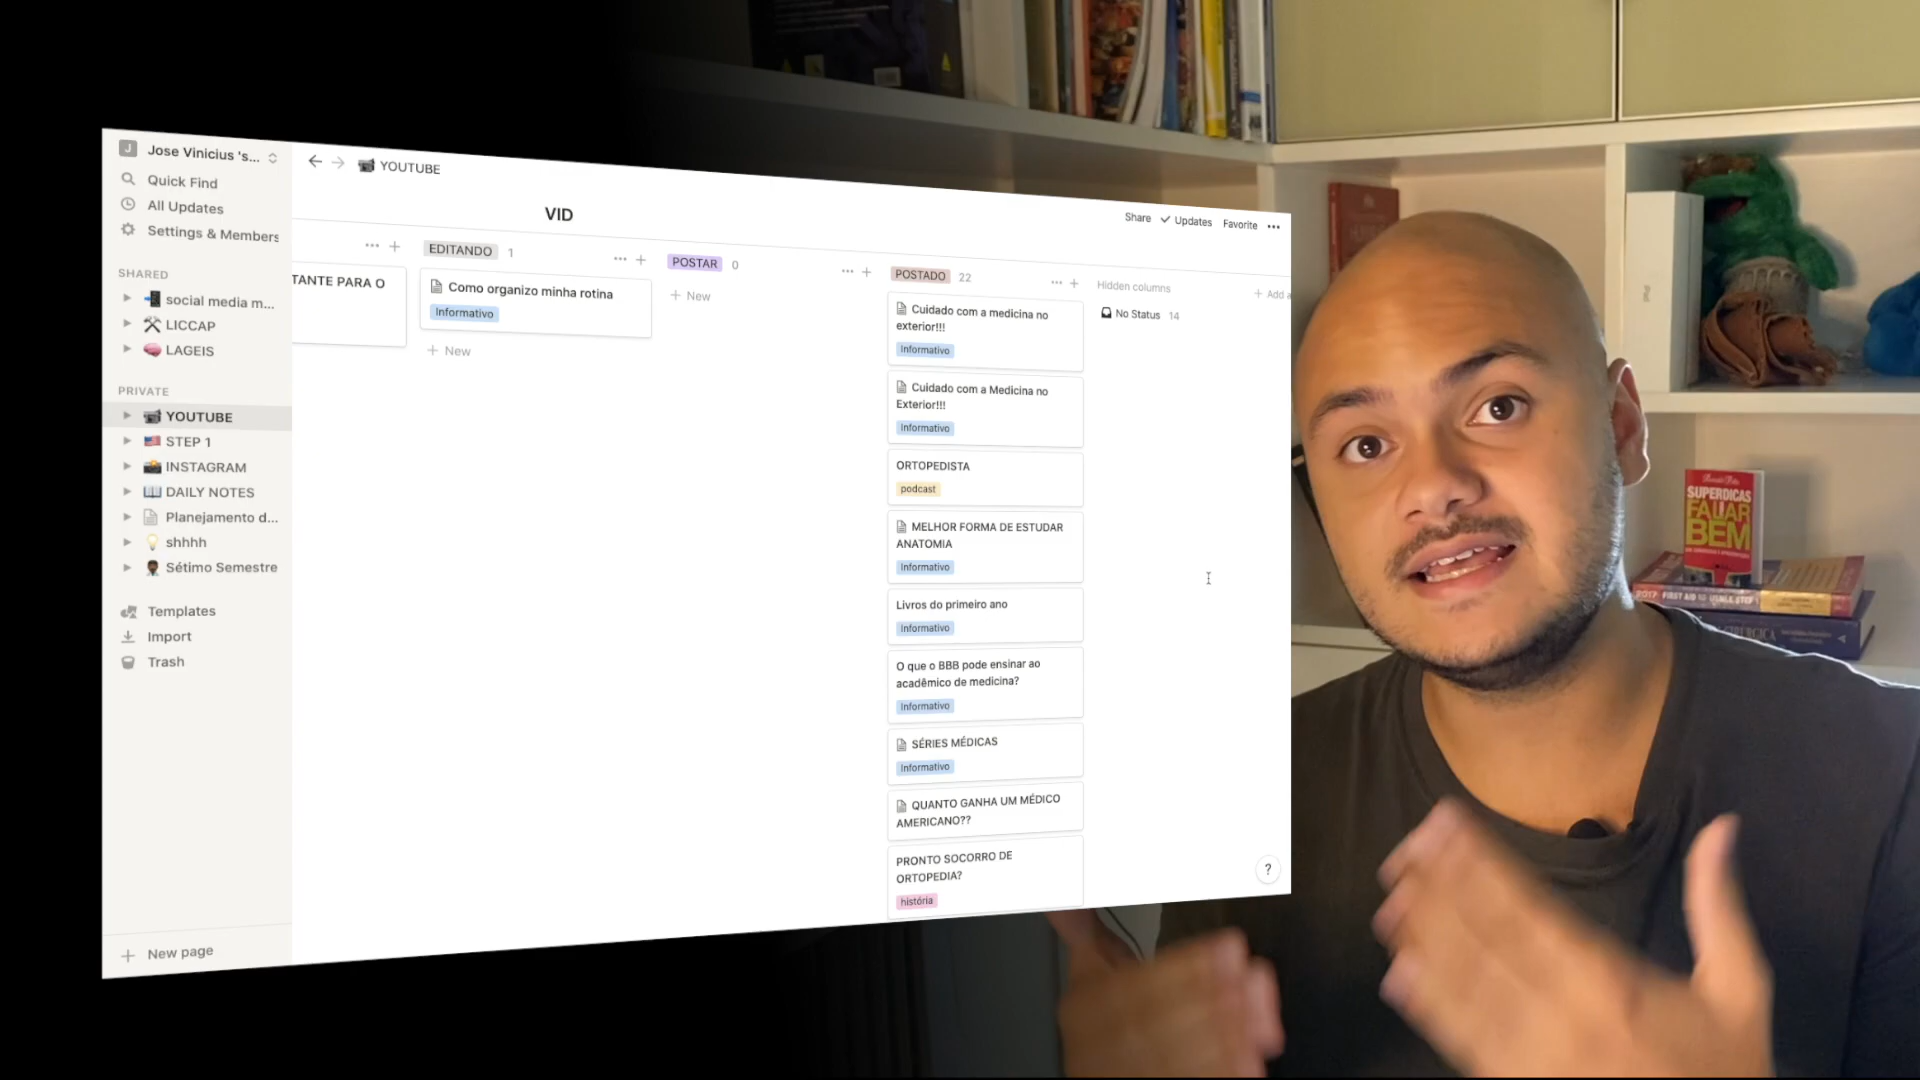 Jose Vinicius 's...
Quick Find
All Updates
Settings & Members
SHARED
social media m...
LICCAP
LAGEIS
PRIVATE
YOUTUBE
STEP 1
INSTAGRAM
DAILY NOTES
Planejamento d...
shhhh
Sétimo Semestre
Templates
Import
Trash
New page
YOUTUBE
VID
Share
Updates
Favorite
TANTE PARA O
EDITANDO 1
Como organizo minha rotina
Informativo
New
POSTAR 0
New
POSTADO 22
Cuidado com a medicina no
exterior!!!
Informativo
Cuidado com a Medicina no
Exterior!!!
Informativo
ORTOPEDISTA
podcast
MELHOR FORMA DE ESTUDAR
ANATOMIA
Informativo
Livros do primeiro ano
Informativo
O que o BBB pode ensinar ao
acadêmico de medicina?
Informativo
SÉRIES MÉDICAS
Informativo
QUANTO GANHA UM MÉDICO
AMERICANO??
PRONTO SOCORRO DE
ORTOPEDIA?
história
Hidden columns
No Status 14
Add
?
SUPERDICAS
FALAR
BEM
2017 FIRST AID